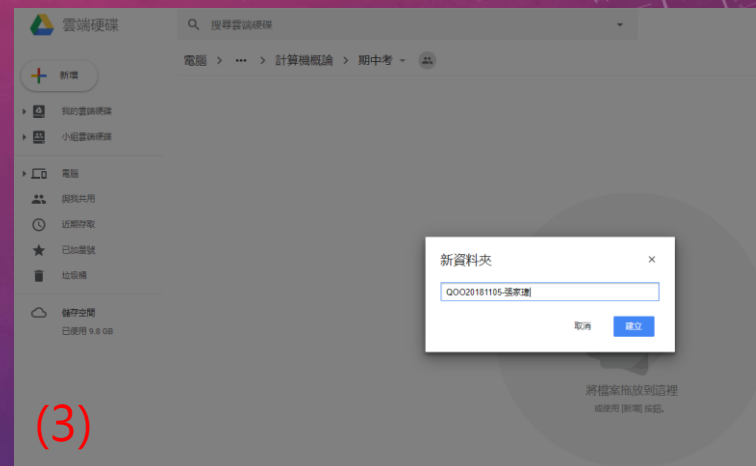 雲端硬碟
搜尋雲端硬碟
電腦 > ··· > 計算機概論 > 期中考
新增
我的雲端硬碟
小組雲端硬碟
電腦
與我共用
近期存取
已加星號
垃圾桶
儲存空間
已使用 9.8 GB
新資料夾
×
QOO20181105-張家瑋
取消
建立
將檔案拖放到這裡
或使用 [新增] 按鈕。
(3)